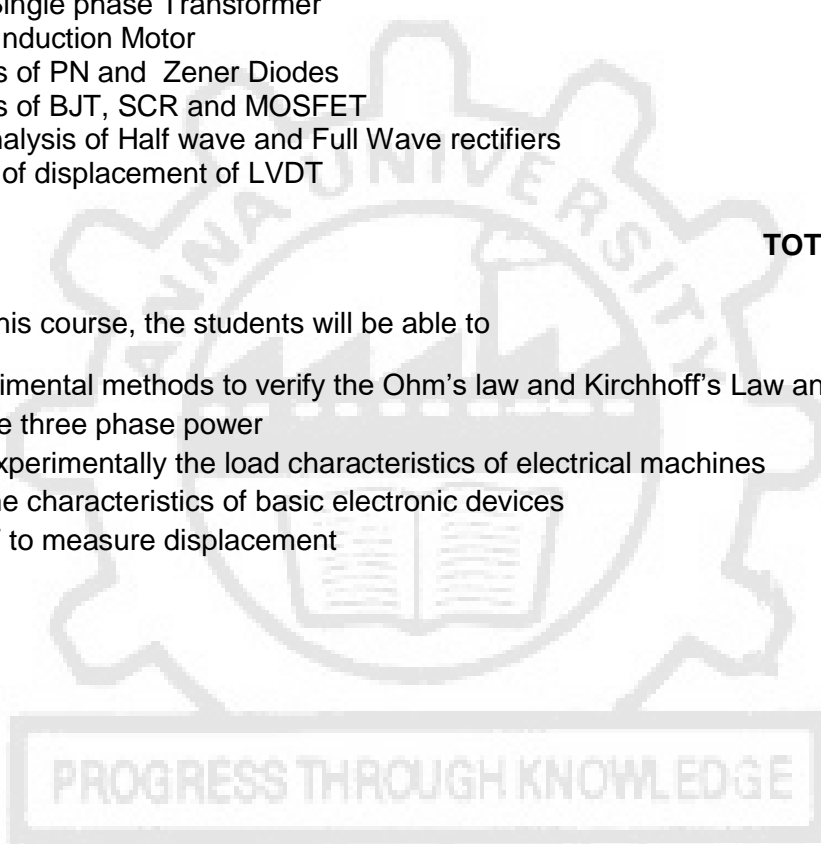 Single phase Transformer
Induction Motor
s of PN and Zener Diodes
s of BJT, SCR and MOSFET
nalysis of Half wave and Full Wave rectifiers
of displacement of LVDT
ANNA UNIVERSITY
TOT
his course, the students will be able to
imental methods to verify the Ohm's law and Kirchhoff's Law an
e three phase power
xperimentally the load characteristics of electrical machines
he characteristics of basic electronic devices
to measure displacement
PROGRESS THROUGH KNOWLEDGE